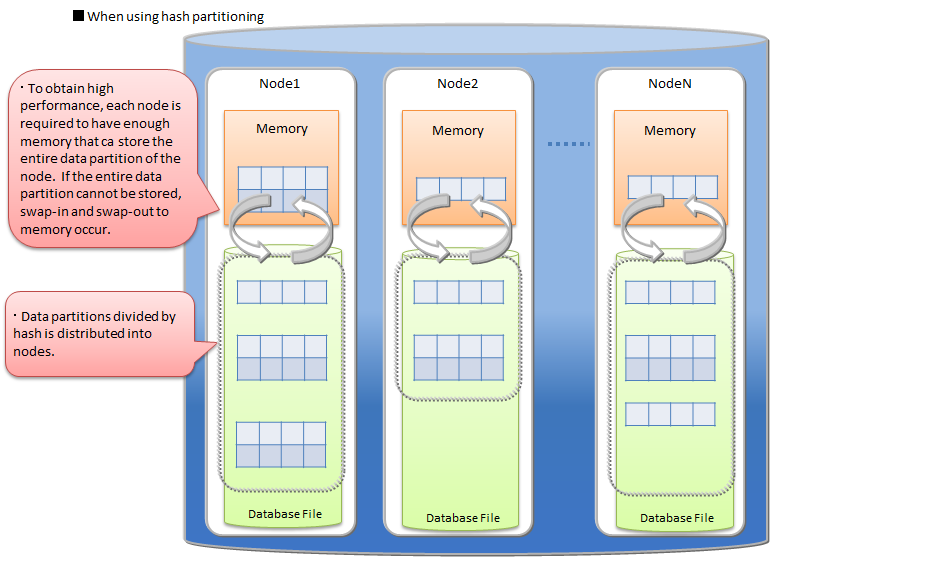 ■ When using hash partitioning
・To obtain high
performance, each node is
required to have enough
memory that ca store the
entire data partition of the
node.  If the entire data
partition cannot be stored,
swap-in and swap-out to
memory occur.
・Data partitions divided by
hash is distributed into
nodes.
Node1
Memory
Database File
Node2
Memory
Database File
NodeN
Memory
Database File